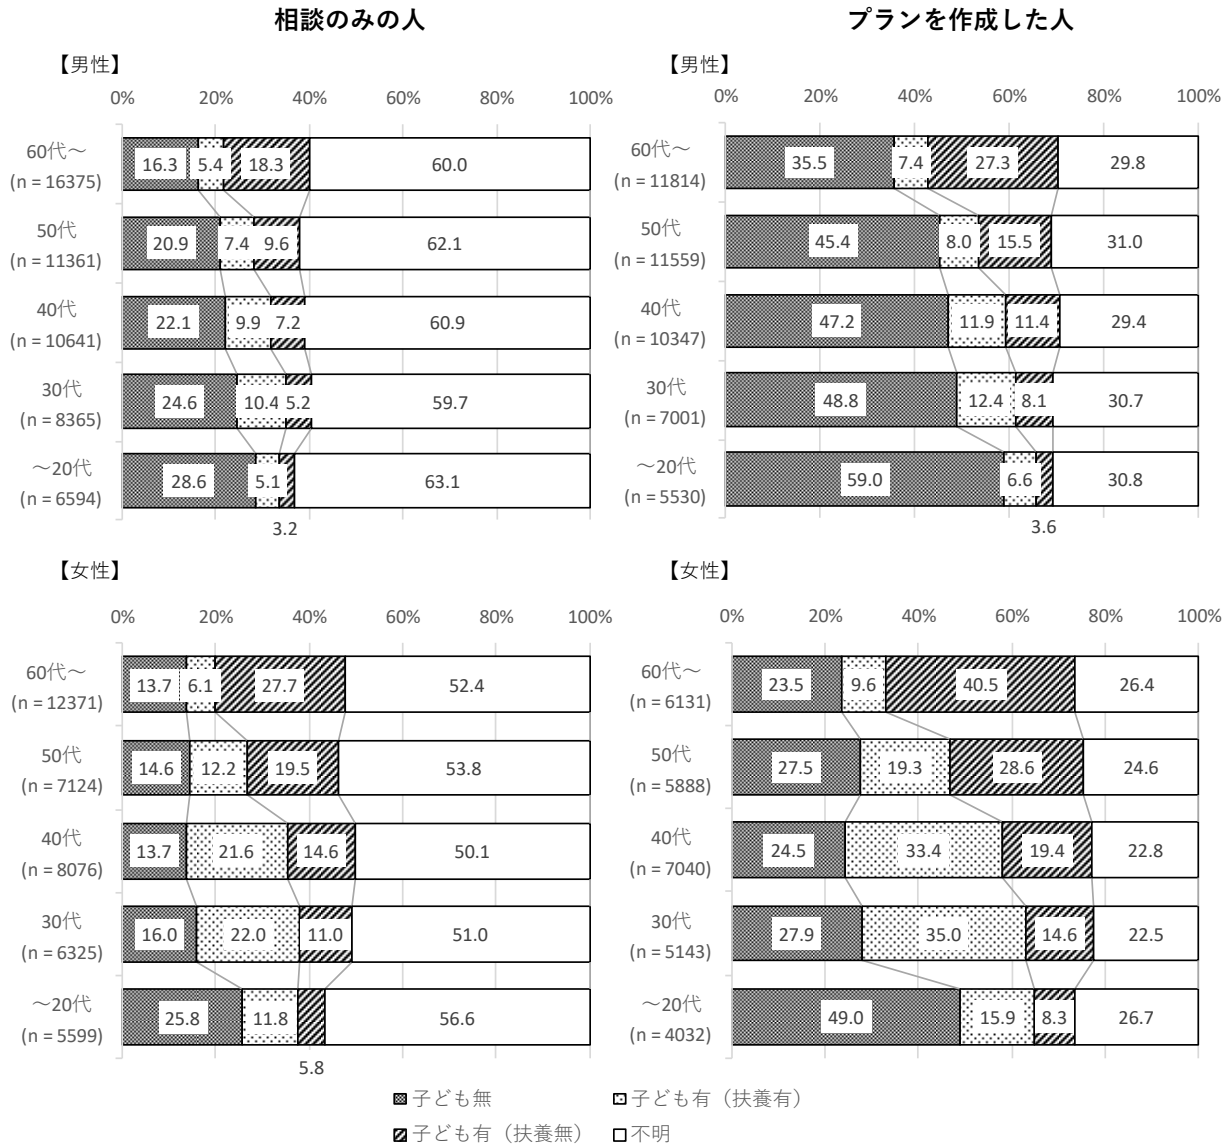 相談のみの人
プランを作成した人
【男性】
0% 20% 40% 60% 80% 100%
60代～
(n = 16375)
16.3 5.4 18.3 60.0
50代
(n = 11361)
20.9 7.4 9.6 62.1
40代
(n = 10641)
22.1 9.9 7.2 60.9
30代
(n = 8365)
24.6 10.4 5.2 59.7
～20代
(n = 6594)
28.6 5.1 63.1
3.2
【男性】
0% 20% 40% 60% 80% 100%
60代～
(n = 11814)
35.5 7.4 27.3 29.8
50代
(n = 11559)
45.4 8.0 15.5 31.0
40代
(n = 10347)
47.2 11.9 11.4 29.4
30代
(n = 7001)
48.8 12.4 8.1 30.7
～20代
(n = 5530)
59.0 6.6 30.8
3.6
【女性】
0% 20% 40% 60% 80% 100%
60代～
(n = 12371)
13.7 6.1 27.7 52.4
50代
(n = 7124)
14.6 12.2 19.5 53.8
40代
(n = 8076)
13.7 21.6 14.6 50.1
30代
(n = 6325)
16.0 22.0 11.0 51.0
～20代
(n = 5599)
25.8 11.8 56.6
5.8
【女性】
0% 20% 40% 60% 80% 100%
60代～
(n = 6131)
23.5 9.6 40.5 26.4
50代
(n = 5888)
27.5 19.3 28.6 24.6
40代
(n = 7040)
24.5 33.4 19.4 22.8
30代
(n = 5143)
27.9 35.0 14.6 22.5
～20代
(n = 4032)
49.0 15.9 8.3 26.7
子ども無 子ども有（扶養有）
子ども有（扶養無） 不明